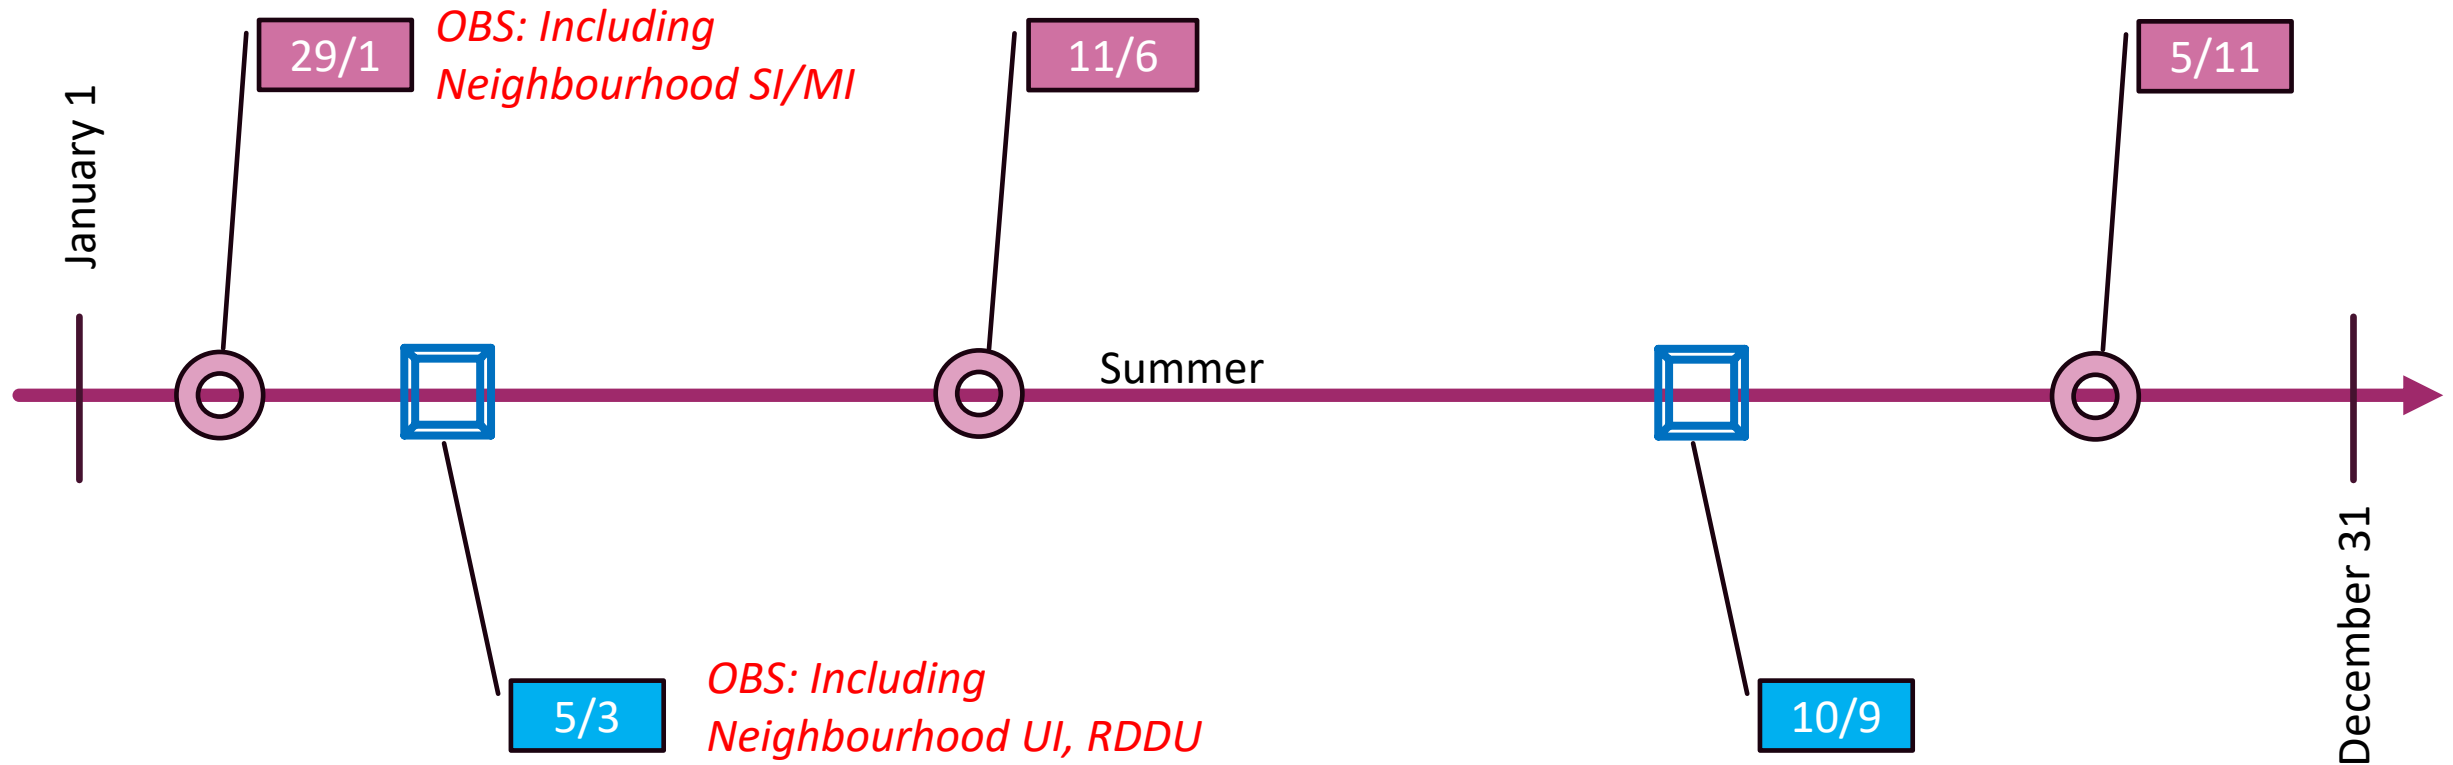 29/1
OBS: Including
Neighbourhood SI/MI
11/6
5/11
January 1
Summer
5/3
OBS: Including
Neighbourhood UI, RDDU
10/9
December 31